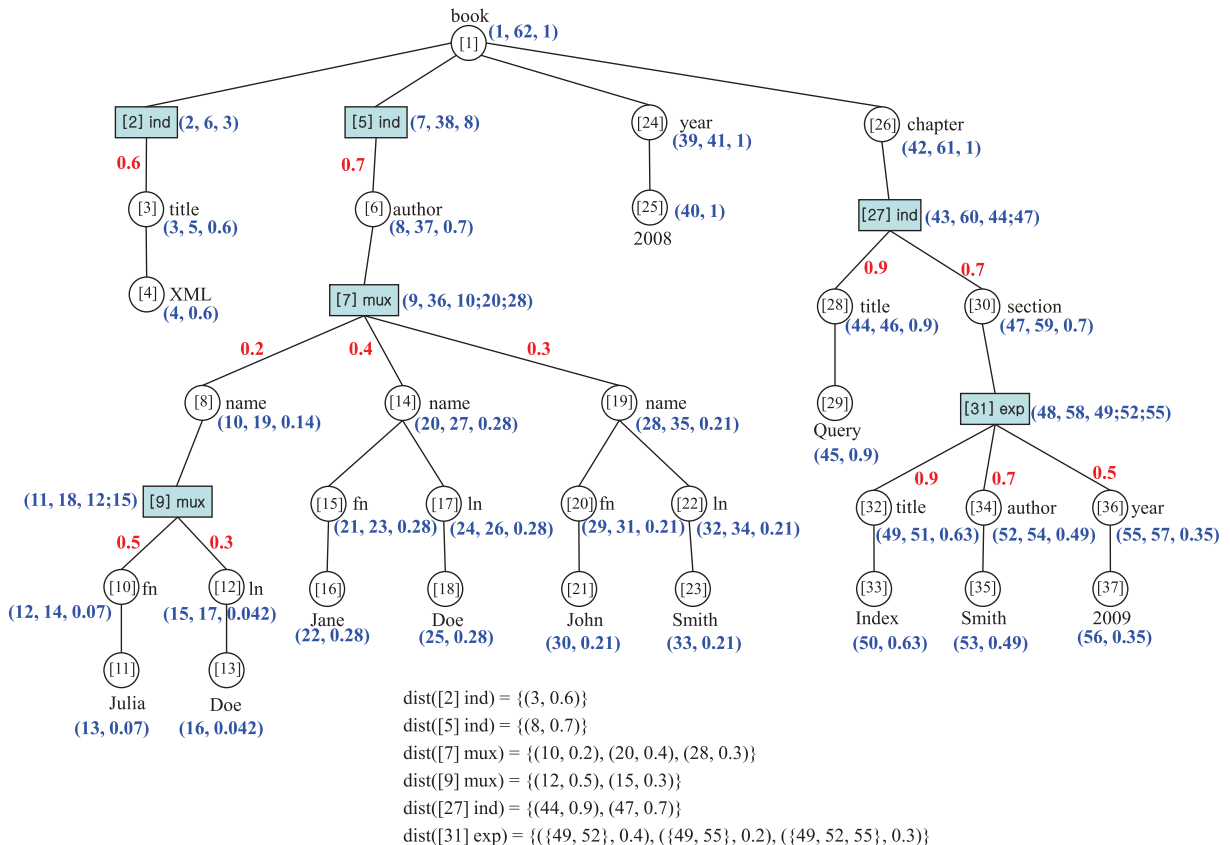 book
[1] (1, 62, 1)
[2] ind (2, 6, 3)
[5] ind (7, 38, 8)
[24] year
(39, 41, 1)
[26] chapter
(42, 61, 1)
0.6
0.7
[3] title
(3, 5, 0.6)
[6] author
(8, 37, 0.7)
[25] (40, 1)
2008
[27] ind (43, 60, 44;47)
0.9
0.7
[4] XML
(4, 0.6)
[7] mux (9, 36, 10;20;28)
[28] title
(44, 46, 0.9)
[30] section
(47, 59, 0.7)
0.2
0.4
0.3
[8] name
(10, 19, 0.14)
[14] name
(20, 27, 0.28)
[19] name
(28, 35, 0.21)
[29]
Query
(45, 0.9)
[31] exp (48, 58, 49;52;55)
0.9
0.7
0.5
(11, 18, 12;15) [9] mux
[15] fn
(21, 23, 0.28)
[17] ln
(24, 26, 0.28)
[20] fn
(29, 31, 0.21)
[22] ln
(32, 34, 0.21)
[32] title
(49, 51, 0.63)
[34] author
(52, 54, 0.49)
[36] year
(55, 57, 0.35)
0.5
0.3
[10] fn
(12, 14, 0.07)
[12] ln
(15, 17, 0.042)
[16]
Jane
(22, 0.28)
[18]
Doe
(25, 0.28)
[21]
John
(30, 0.21)
[23]
Smith
(33, 0.21)
[33]
Index
(50, 0.63)
[35]
Smith
(53, 0.49)
[37]
2009
(56, 0.35)
[11]
Julia
(13, 0.07)
[13]
Doe
(16, 0.042)
dist([2] ind) = {(3, 0.6)}
dist([5] ind) = {(8, 0.7)}
dist([7] mux) = {(10, 0.2), (20, 0.4), (28, 0.3)}
dist([9] mux) = {(12, 0.5), (15, 0.3)}
dist([27] ind) = {(44, 0.9), (47, 0.7)}
dist([31] exp) = {({49, 52}, 0.4), ({49, 55}, 0.2), ({49, 52, 55}, 0.3)}